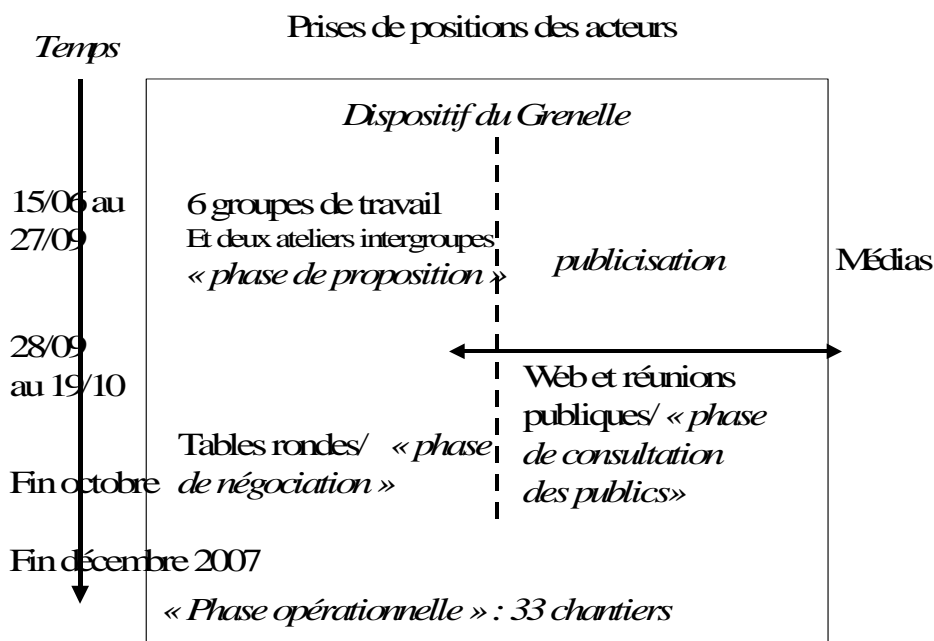 Prises de positions des acteurs
Temps
Dispositif du Grenelle
15/06 au
27/09
6 groupes de travail
Et deux ateliers intergroupes
« phase de proposition »
publicisation
Médias
28/09
au 19/10
Web et réunions
publiques/ « phase
de consultation
des publics»
Tables rondes/ « phase
de négociation »
Fin octobre
Fin décembre 2007
« Phase opérationnelle » : 33 chantiers